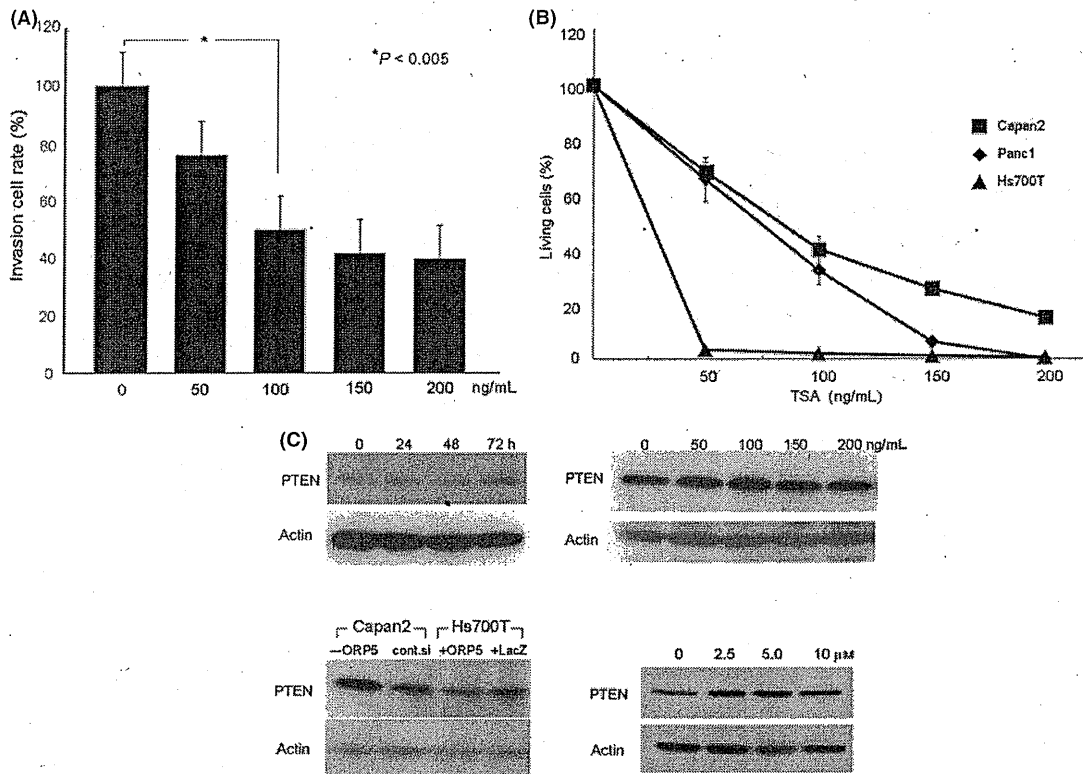 (A)
120
100
80
60
40
20
0
Invasion cell rate (%)
*
*P < 0.005
0 50 100 150 200 ng/mL
(B)
120
100
80
60
40
20
0
Living cells (%)
Capan2
Panc1
Hs700T
50 100 150 200
TSA (ng/mL)
(C)
0 24 48 72 h
PTEN
Actin
0 50 100 150 200 ng/mL
PTEN
Actin
Capan2 Hs700T
—ORP5 cont.si +ORP5 +LacZ
PTEN
Actin
0 2.5 5.0 10 μM
PTEN
Actin